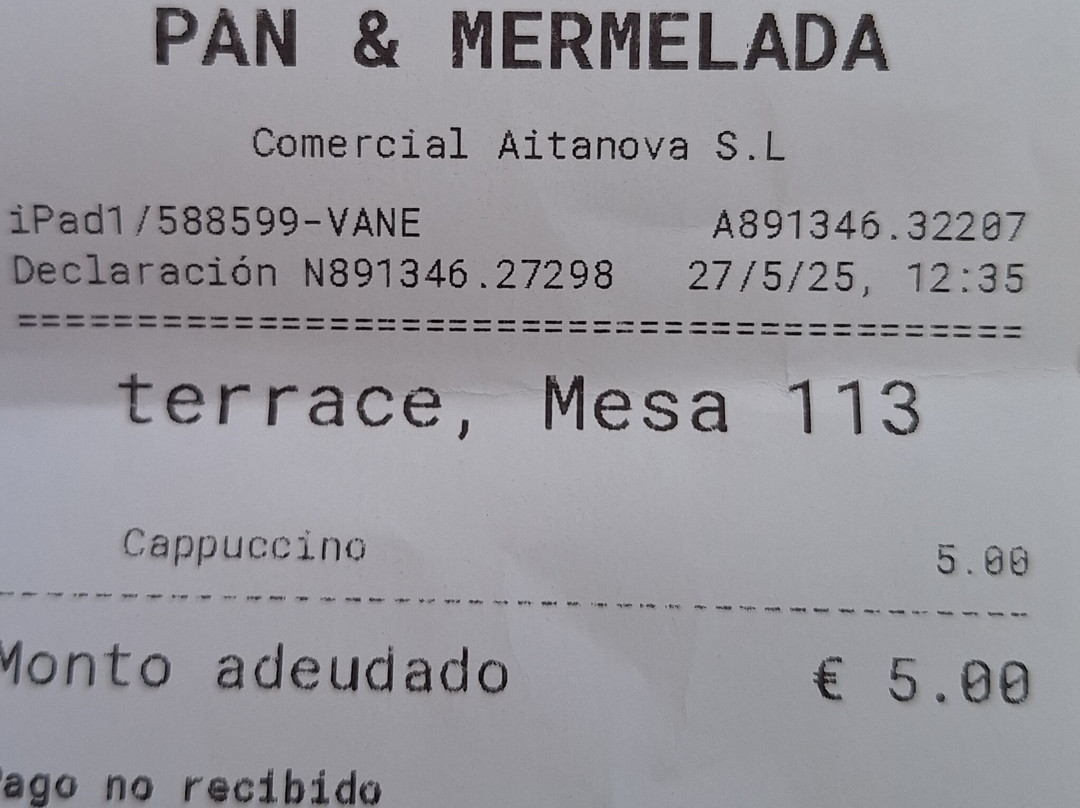 PAN & MERMELADA
Comercial Aitanova S.L
iPad1/588599-VANE A891346.32207
Declaración N891346.27298 27/5/25, 12:35
==========================================
terrace, Mesa 113
Cappuccino 5.00
Monto adeudado € 5.00
Pago no recibido